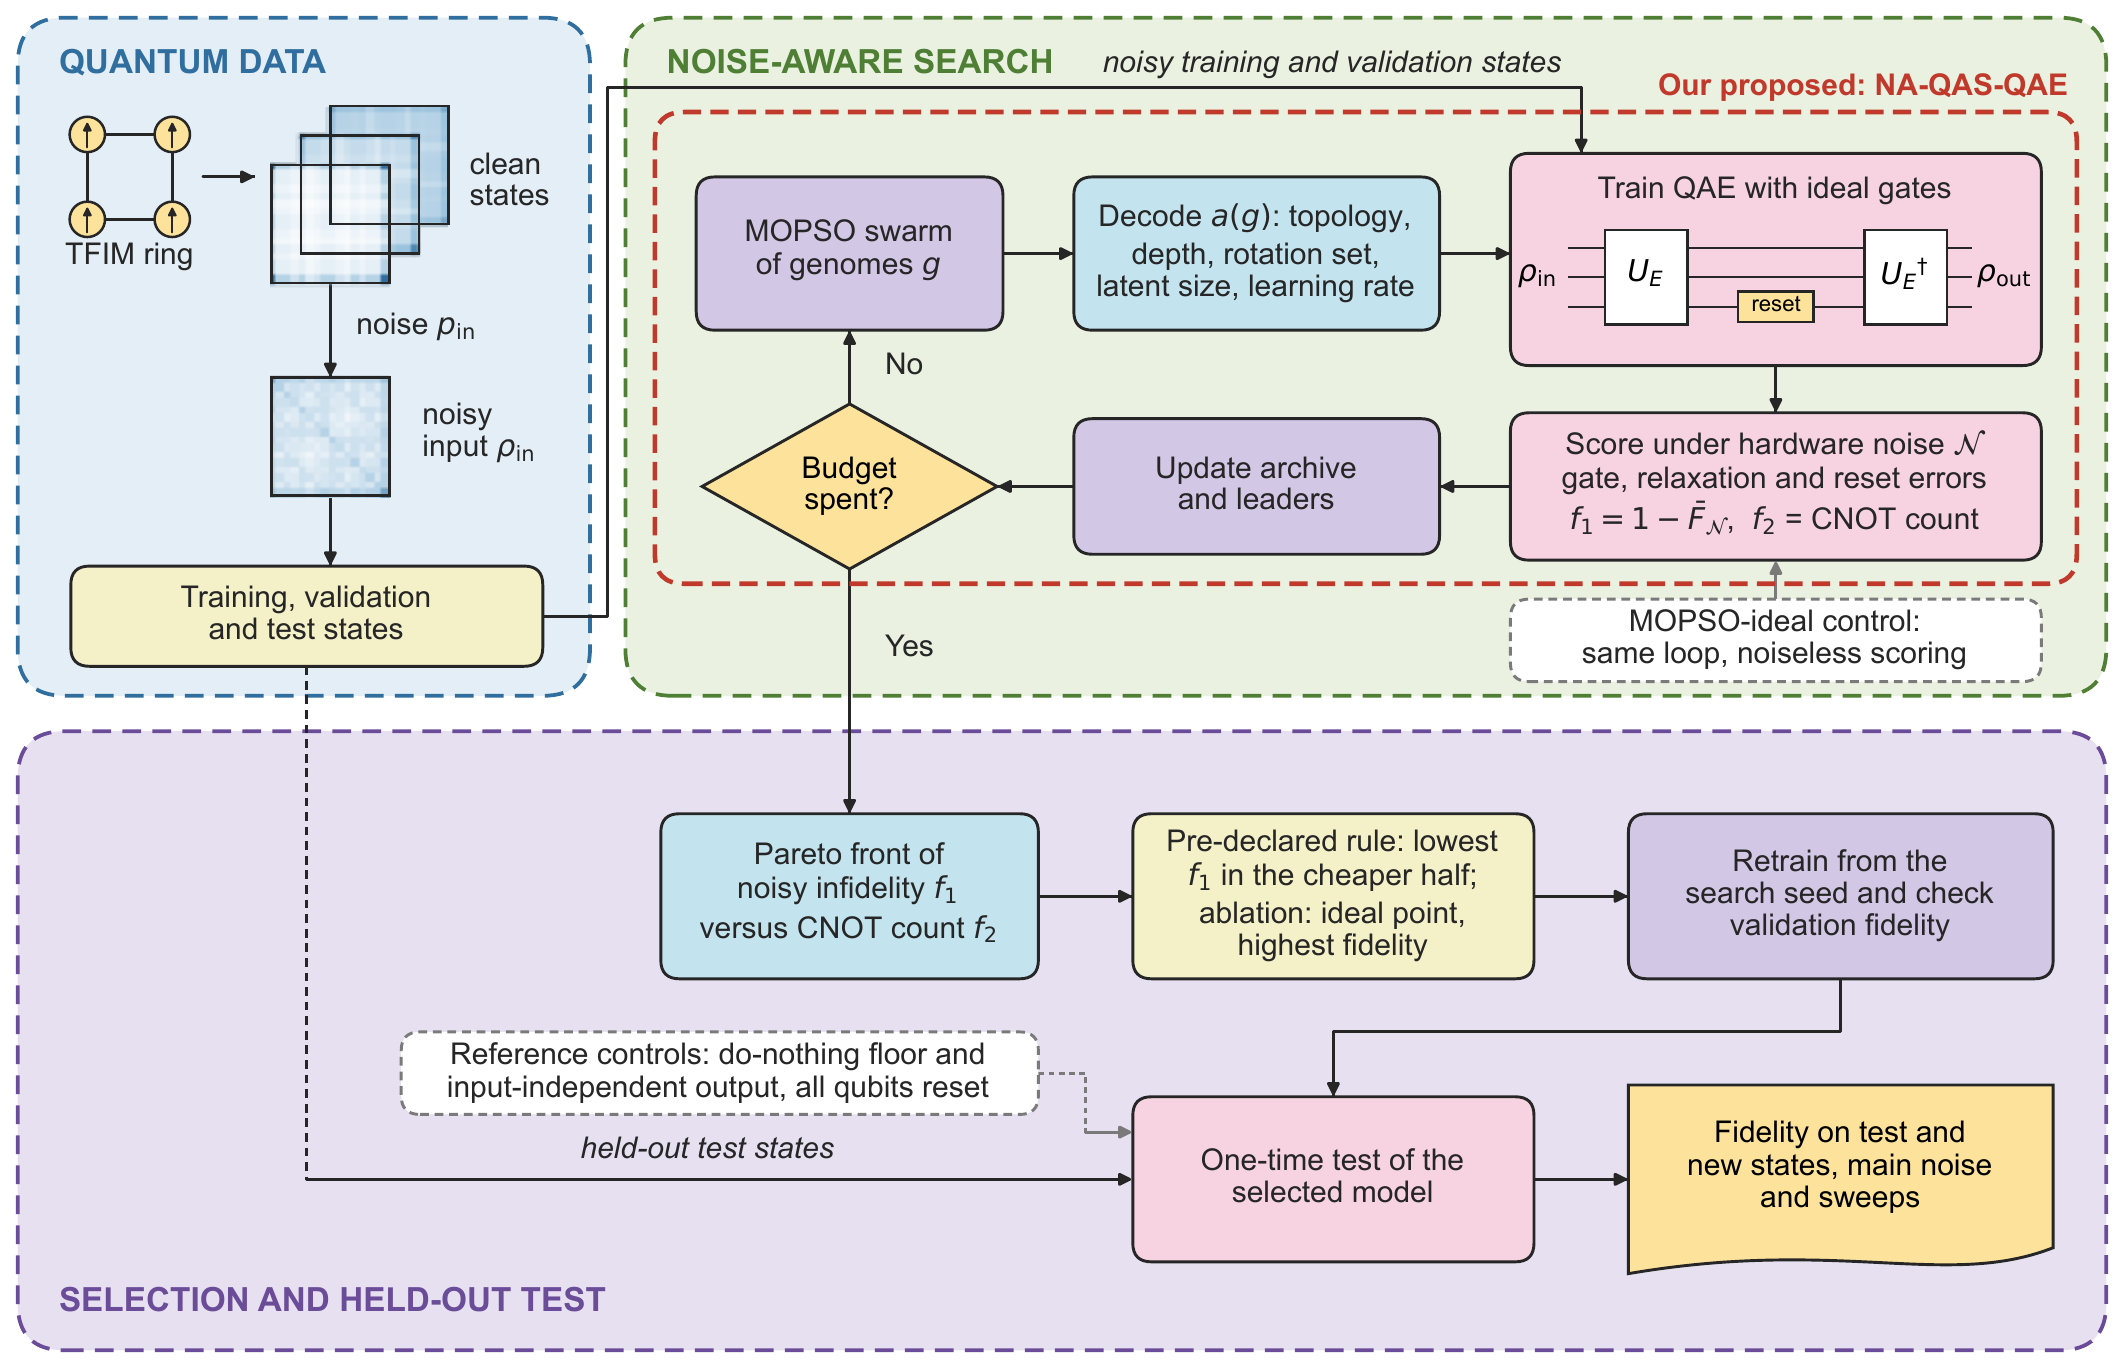 QUANTUM DATA
TFIM ring
clean
states
noise p_in
noisy
input ρ_in
Training, validation
and test states
NOISE-AWARE SEARCH
noisy training and validation states
Our proposed: NA-QAS-QAE
MOPSO swarm
of genomes g
Decode a(g): topology,
depth, rotation set,
latent size, learning rate
Train QAE with ideal gates
ρ_in
U_E
reset
U_E†
ρ_out
No
Budget
spent?
Update archive
and leaders
Score under hardware noise 𝒩
gate, relaxation and reset errors
f₁ = 1 − F̄_𝒩, f₂ = CNOT count
Yes
MOPSO-ideal control:
same loop, noiseless scoring
Pareto front of
noisy infidelity f₁
versus CNOT count f₂
Pre-declared rule: lowest
f₁ in the cheaper half;
ablation: ideal point,
highest fidelity
Retrain from the
search seed and check
validation fidelity
Reference controls: do-nothing floor and
input-independent output, all qubits reset
held-out test states
One-time test of the
selected model
Fidelity on test and
new states, main noise
and sweeps
SELECTION AND HELD-OUT TEST